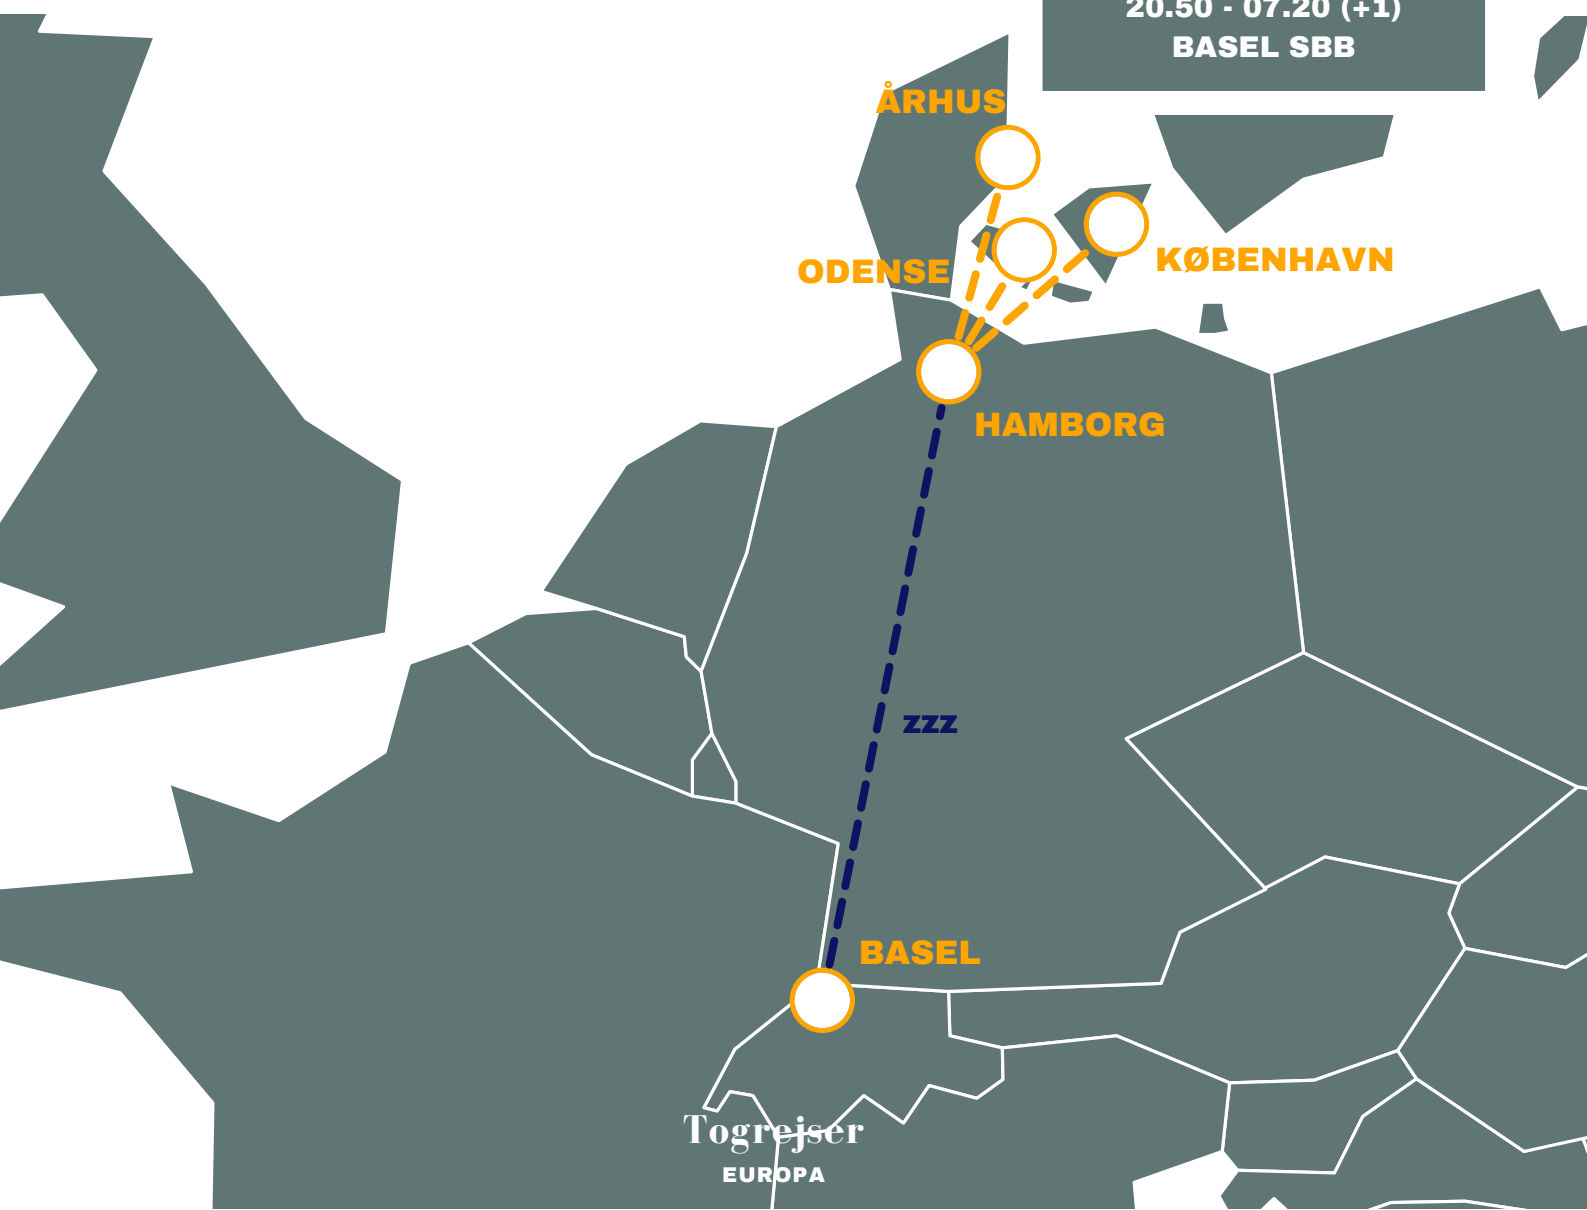 20.50 - 07.20 (+1)
BASEL SBB
ÅRHUS
ODENSE
KØBENHAVN
HAMBORG
zzz
BASEL
Togrejser
EUROPA